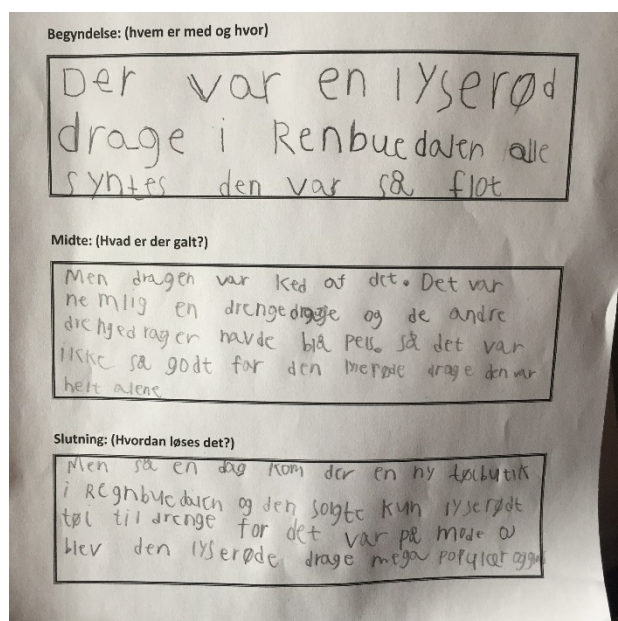 Begyndelse: (hvem er med og hvor)
Der var en lyserød
drage i Renbuedalen alle
syntes den var så flot
Midte: (Hvad er der galt?)
Men dragen var ked af det. Det var
nemlig en drengedrage og de andre
drengedrager havde blå pels. så det var
ikke så godt for den lyserøde drage den var
helt alene
Slutning: (Hvordan løses det?)
Men så en dag kom der en ny tøjbutik
i Regnbuedalen og den solgte kun lyserødt
tøj til drenge for det var på mode
blev den lyserøde drage mega populær